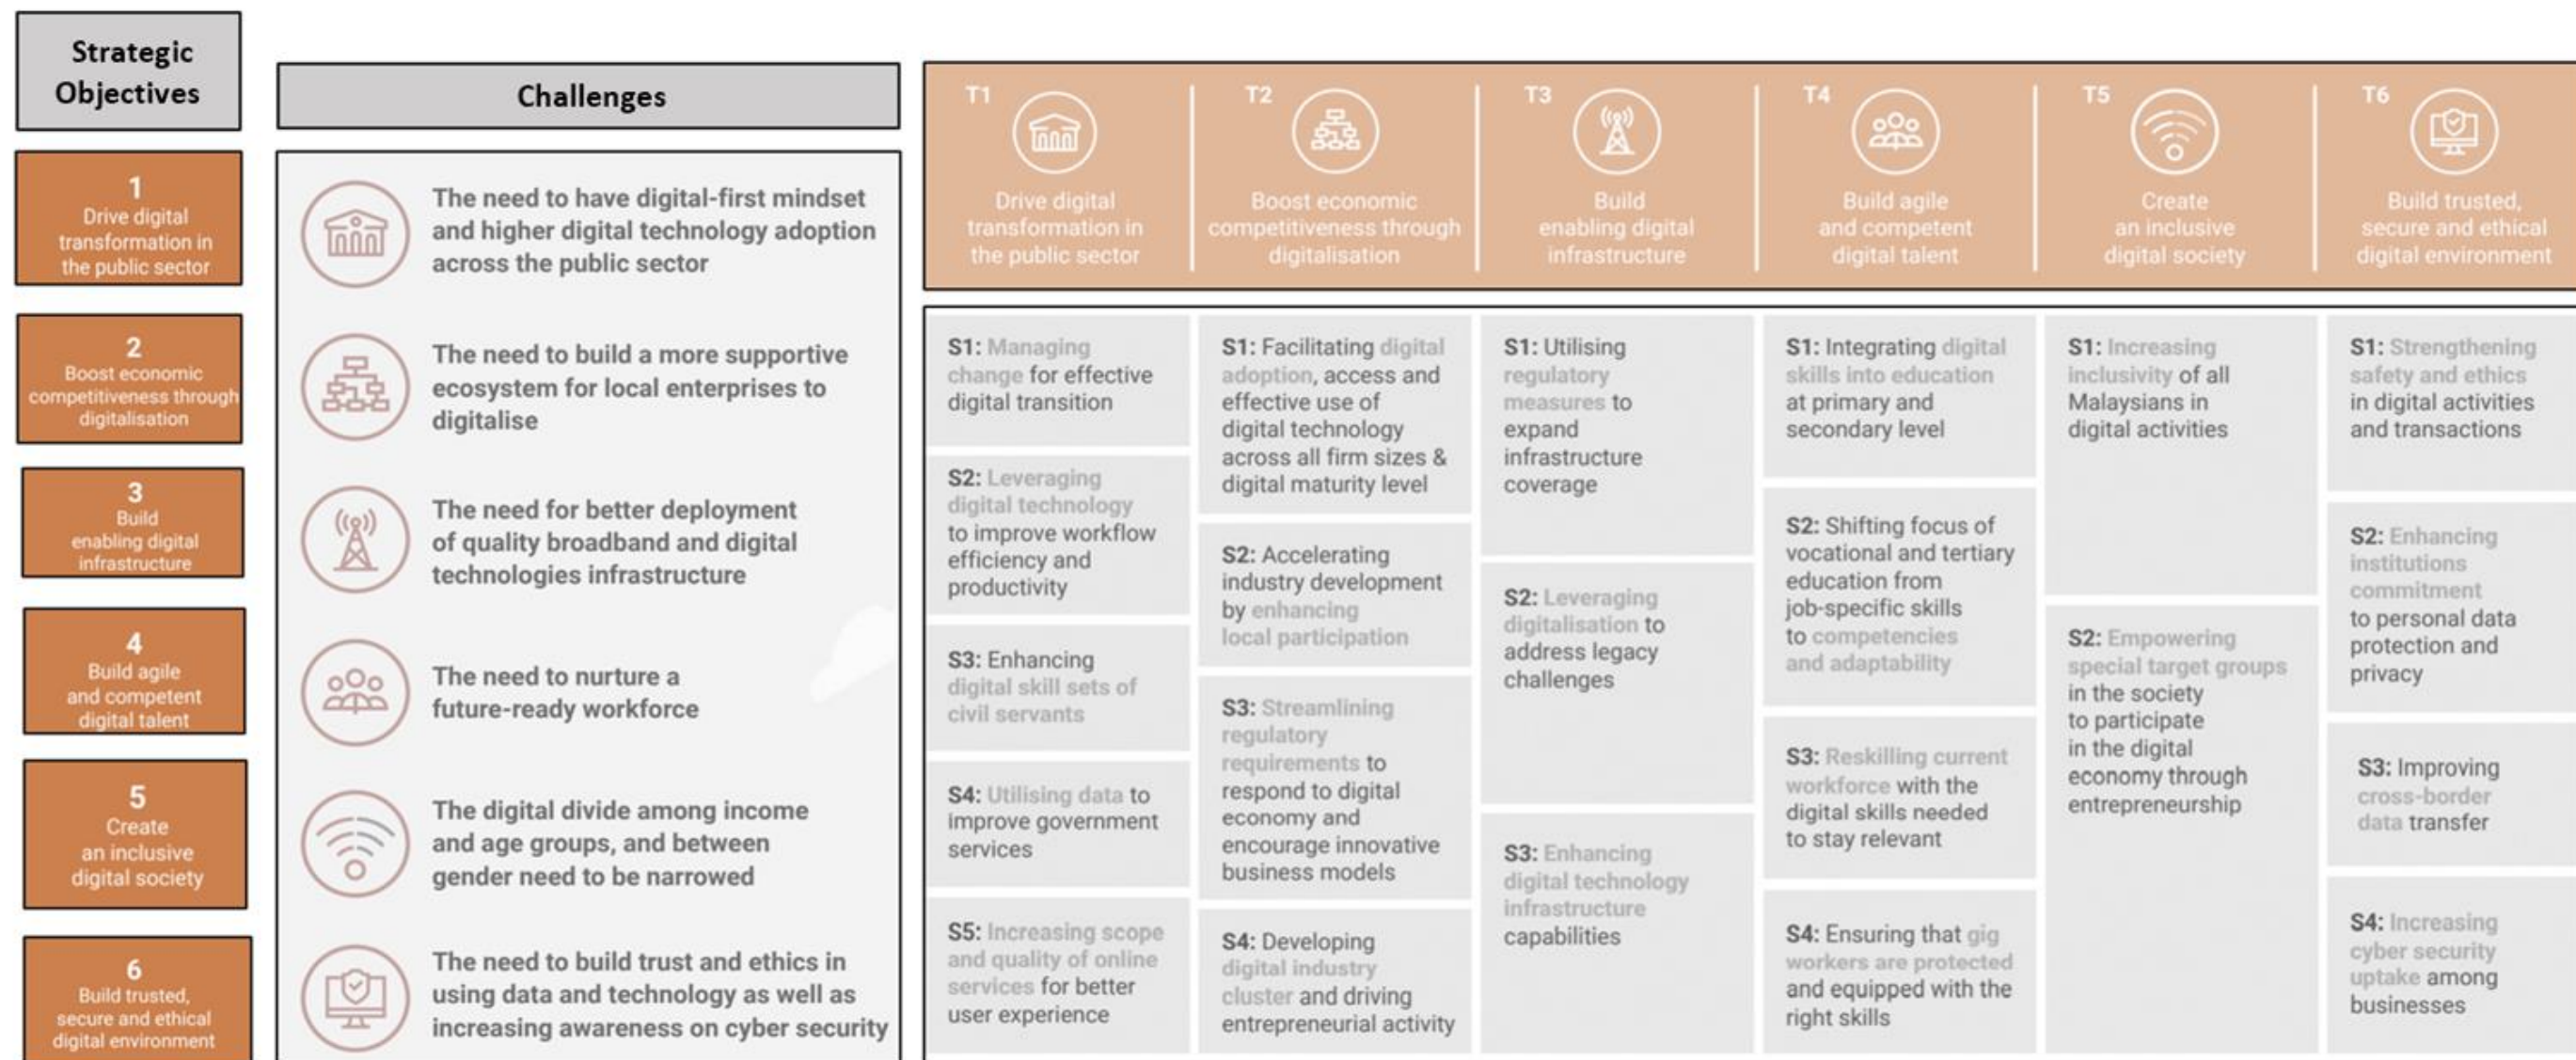 Strategic
Objectives
1
Drive digital
transformation in
the public sector
2
Boost economic
competitiveness through
digitalisation
3
Build
enabling digital
infrastructure
4
Build agile
and competent
digital talent
5
Create
an inclusive
digital society
6
Build trusted,
secure and ethical
digital environment
Challenges
The need to have digital-first mindset
and higher digital technology adoption
across the public sector
The need to build a more supportive
ecosystem for local enterprises to
digitalise
The need for better deployment
of quality broadband and digital
technologies infrastructure
The need to nurture a
future-ready workforce
The digital divide among income
and age groups, and between
gender need to be narrowed
The need to build trust and ethics in
using data and technology as well as
increasing awareness on cyber security
T1
Drive digital
transformation in
the public sector
T2
Boost economic
competitiveness through
digitalisation
T3
Build
enabling digital
infrastructure
T4
Build agile
and competent
digital talent
T5
Create
an inclusive
digital society
T6
Build trusted,
secure and ethical
digital environment
S1: Managing
change for effective
digital transition
S2: Leveraging
digital technology
to improve workflow
efficiency and
productivity
S3: Enhancing
digital skill sets of
civil servants
S4: Utilising data to
improve government
services
S5: Increasing scope
and quality of online
services for better
user experience
S1: Facilitating digital
adoption, access and
effective use of
digital technology
across all firm sizes &
digital maturity level
S2: Accelerating
industry development
by enhancing
local participation
S3: Streamlining
regulatory
requirements to
respond to digital
economy and
encourage innovative
business models
S4: Developing
digital industry
cluster and driving
entrepreneurial activity
S1: Utilising
regulatory
measures to
expand
infrastructure
coverage
S2: Leveraging
digitalisation to
address legacy
challenges
S3: Enhancing
digital technology
infrastructure
capabilities
S1: Integrating digital
skills into education
at primary and
secondary level
S2: Shifting focus of
vocational and tertiary
education from
job-specific skills
to competencies
and adaptability
S3: Reskilling current
workforce with the
digital skills needed
to stay relevant
S4: Ensuring that gig
workers are protected
and equipped with the
right skills
S1: Increasing
inclusivity of all
Malaysians in
digital activities
S2: Empowering
special target groups
in the society
to participate
in the digital
economy through
entrepreneurship
S1: Strengthening
safety and ethics
in digital activities
and transactions
S2: Enhancing
institutions
commitment
to personal data
protection and
privacy
S3: Improving
cross-border
data transfer
S4: Increasing
cyber security
uptake among
businesses